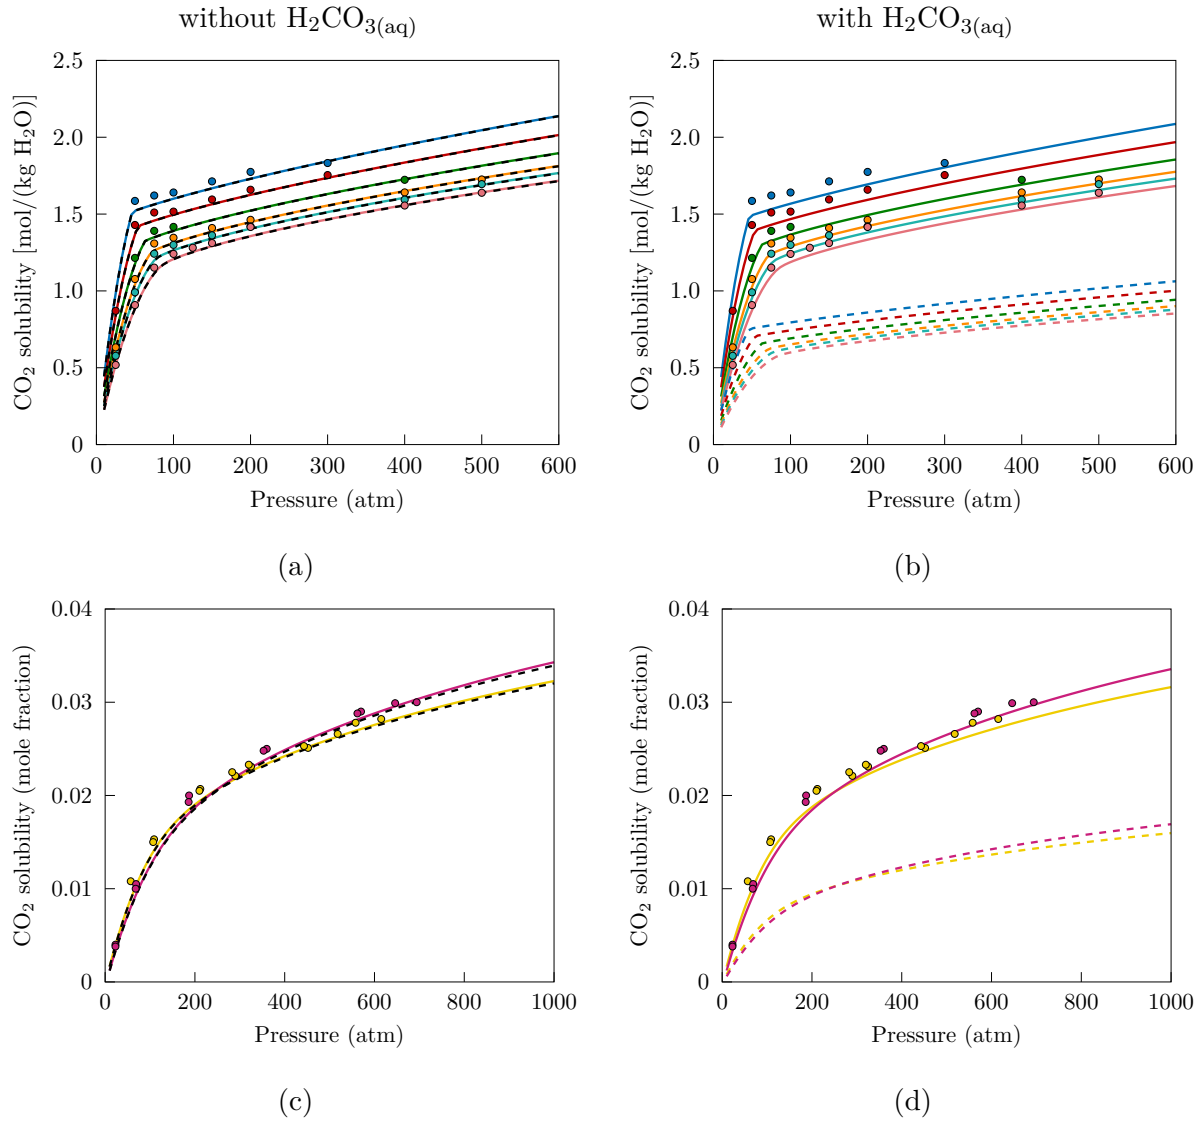 without H₂CO₃₍aq₎
with H₂CO₃₍aq₎
CO₂ solubility [mol/(kg H₂O)]
2.5
2.0
1.5
1.0
0.5
0
0 100 200 300 400 500 600
Pressure (atm)
(a)
CO₂ solubility [mol/(kg H₂O)]
2.5
2.0
1.5
1.0
0.5
0
0 100 200 300 400 500 600
Pressure (atm)
(b)
CO₂ solubility (mole fraction)
0.04
0.03
0.02
0.01
0
0 200 400 600 800 1000
Pressure (atm)
(c)
CO₂ solubility (mole fraction)
0.04
0.03
0.02
0.01
0
0 200 400 600 800 1000
Pressure (atm)
(d)